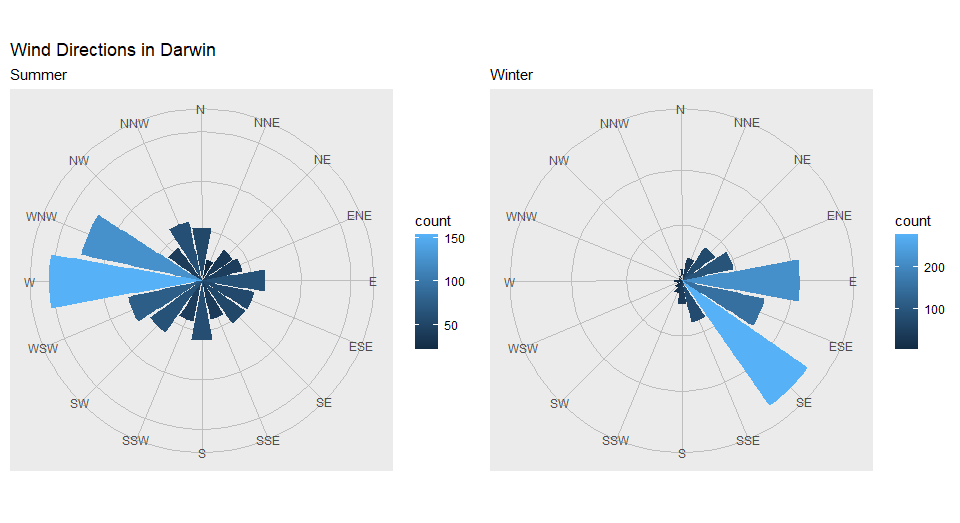 Wind Directions in Darwin
Summer
N
NNE
NE
ENE
E
ESE
SE
SSE
S
SSW
SW
WSW
W
WNW
NW
NNW
count
150
100
50
Winter
N
NNE
NE
ENE
E
ESE
SE
SSE
S
SSW
SW
WSW
W
WNW
NW
NNW
count
200
100